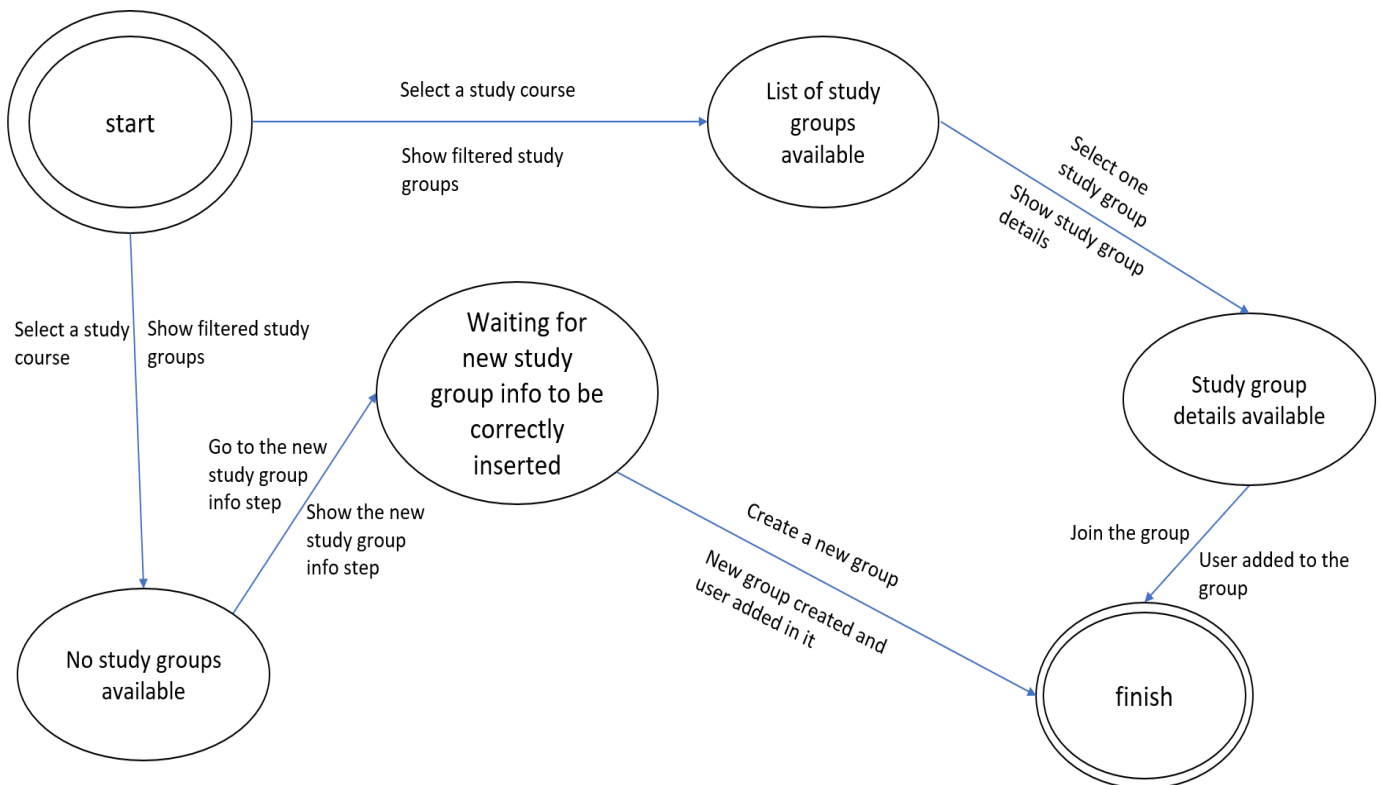 start
Select a study course
Show filtered study
groups
List of study
groups
available
Select one
study group
Show study group
details
Study group
details available
Join the group
User added to the
group
finish
Select a study
course
Show filtered study
groups
No study groups
available
Go to the new
study group
info step
Show the new
study group
info step
Waiting for
new study
group info to be
correctly
inserted
Create a new group
New group created and
user added in it